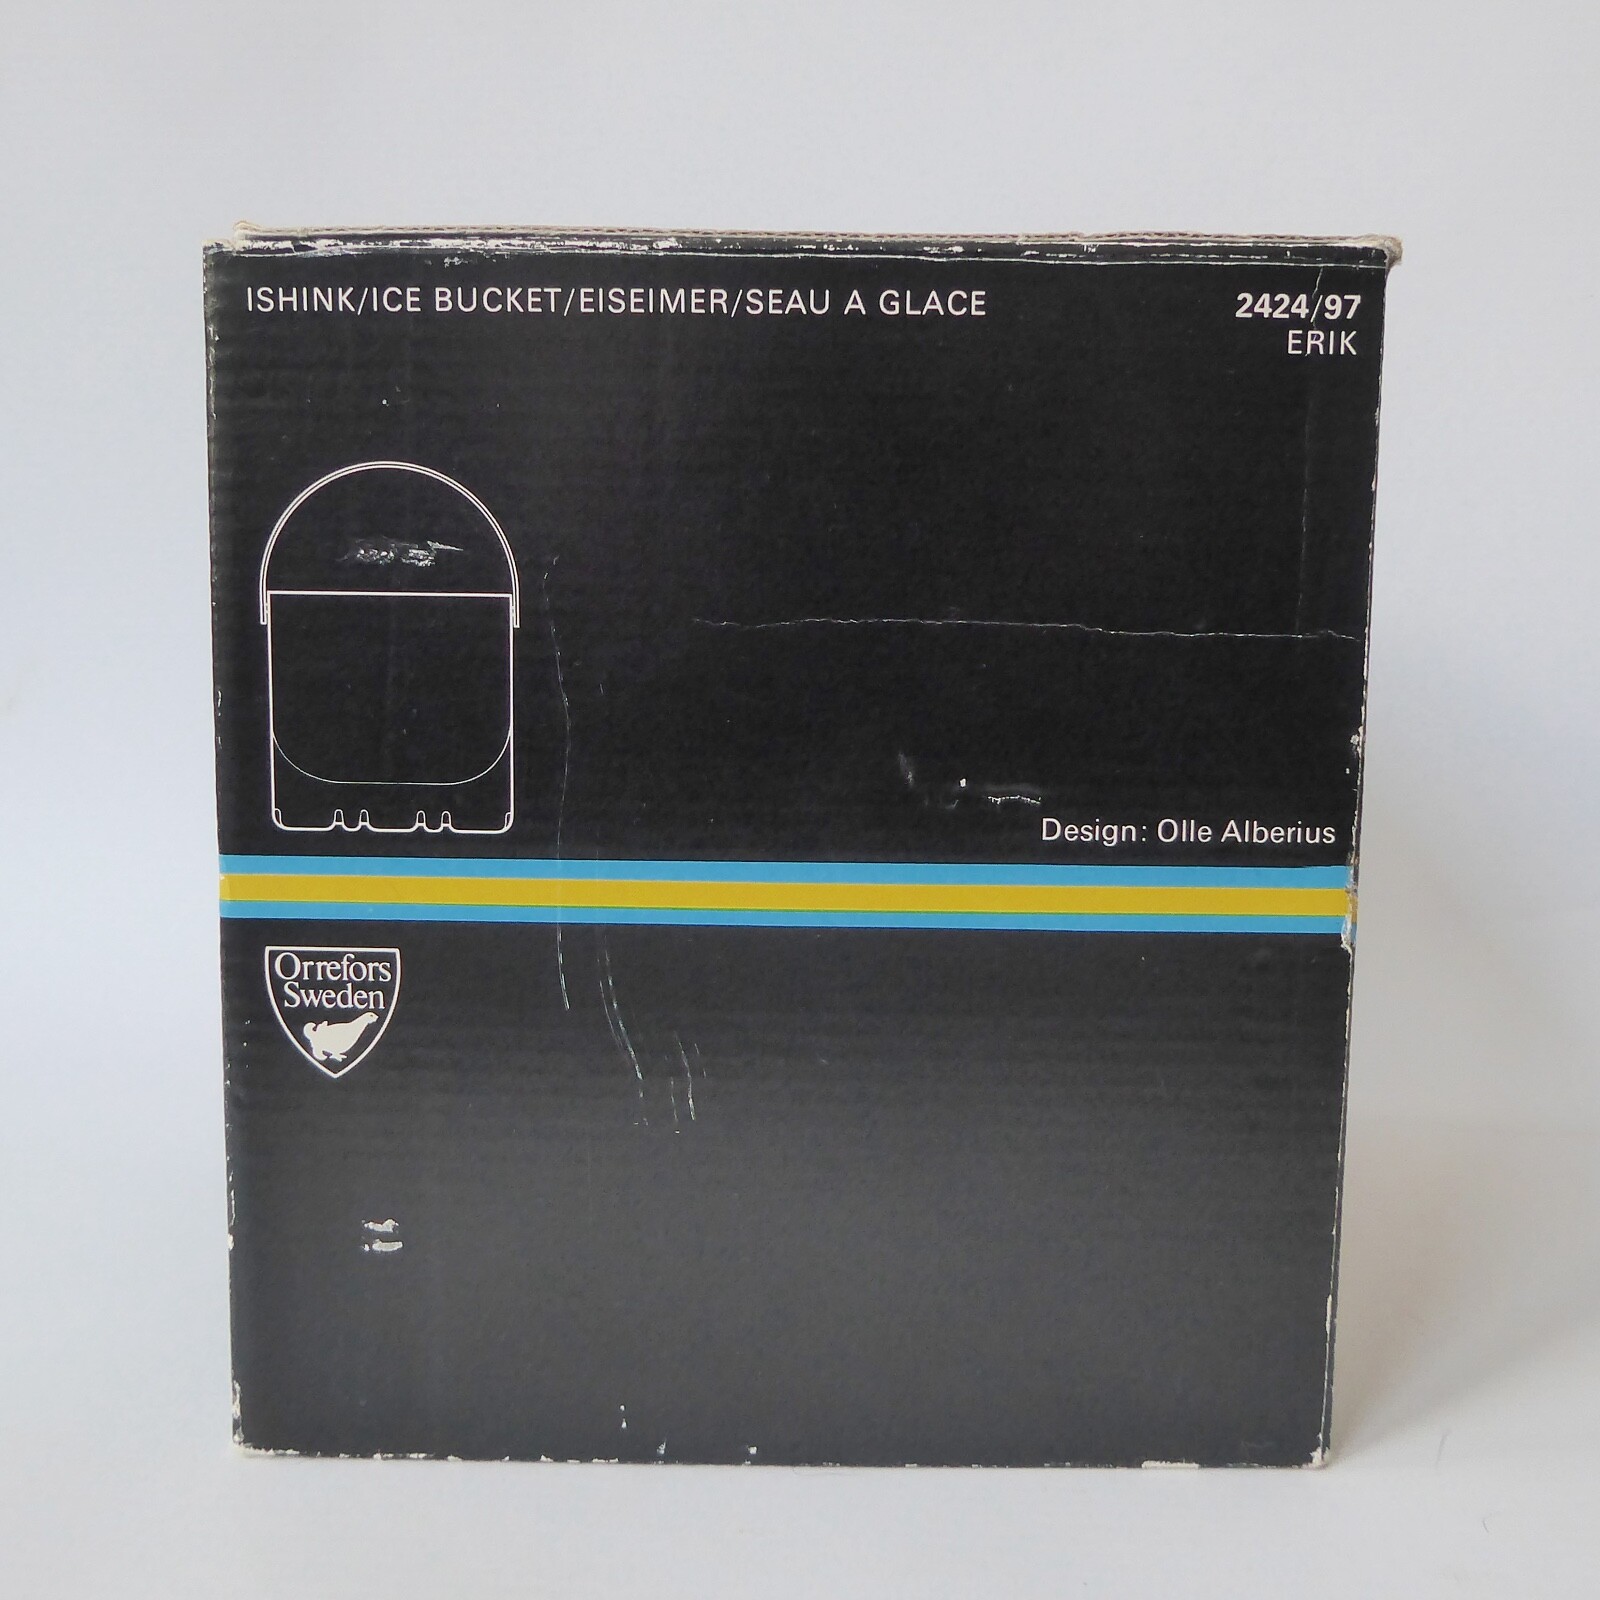 ISHINK/ICE BUCKET/EISEIMER/SEAU A GLACE
2424/97
ERIK
Design: Olle Alberius
Orrefors
Sweden